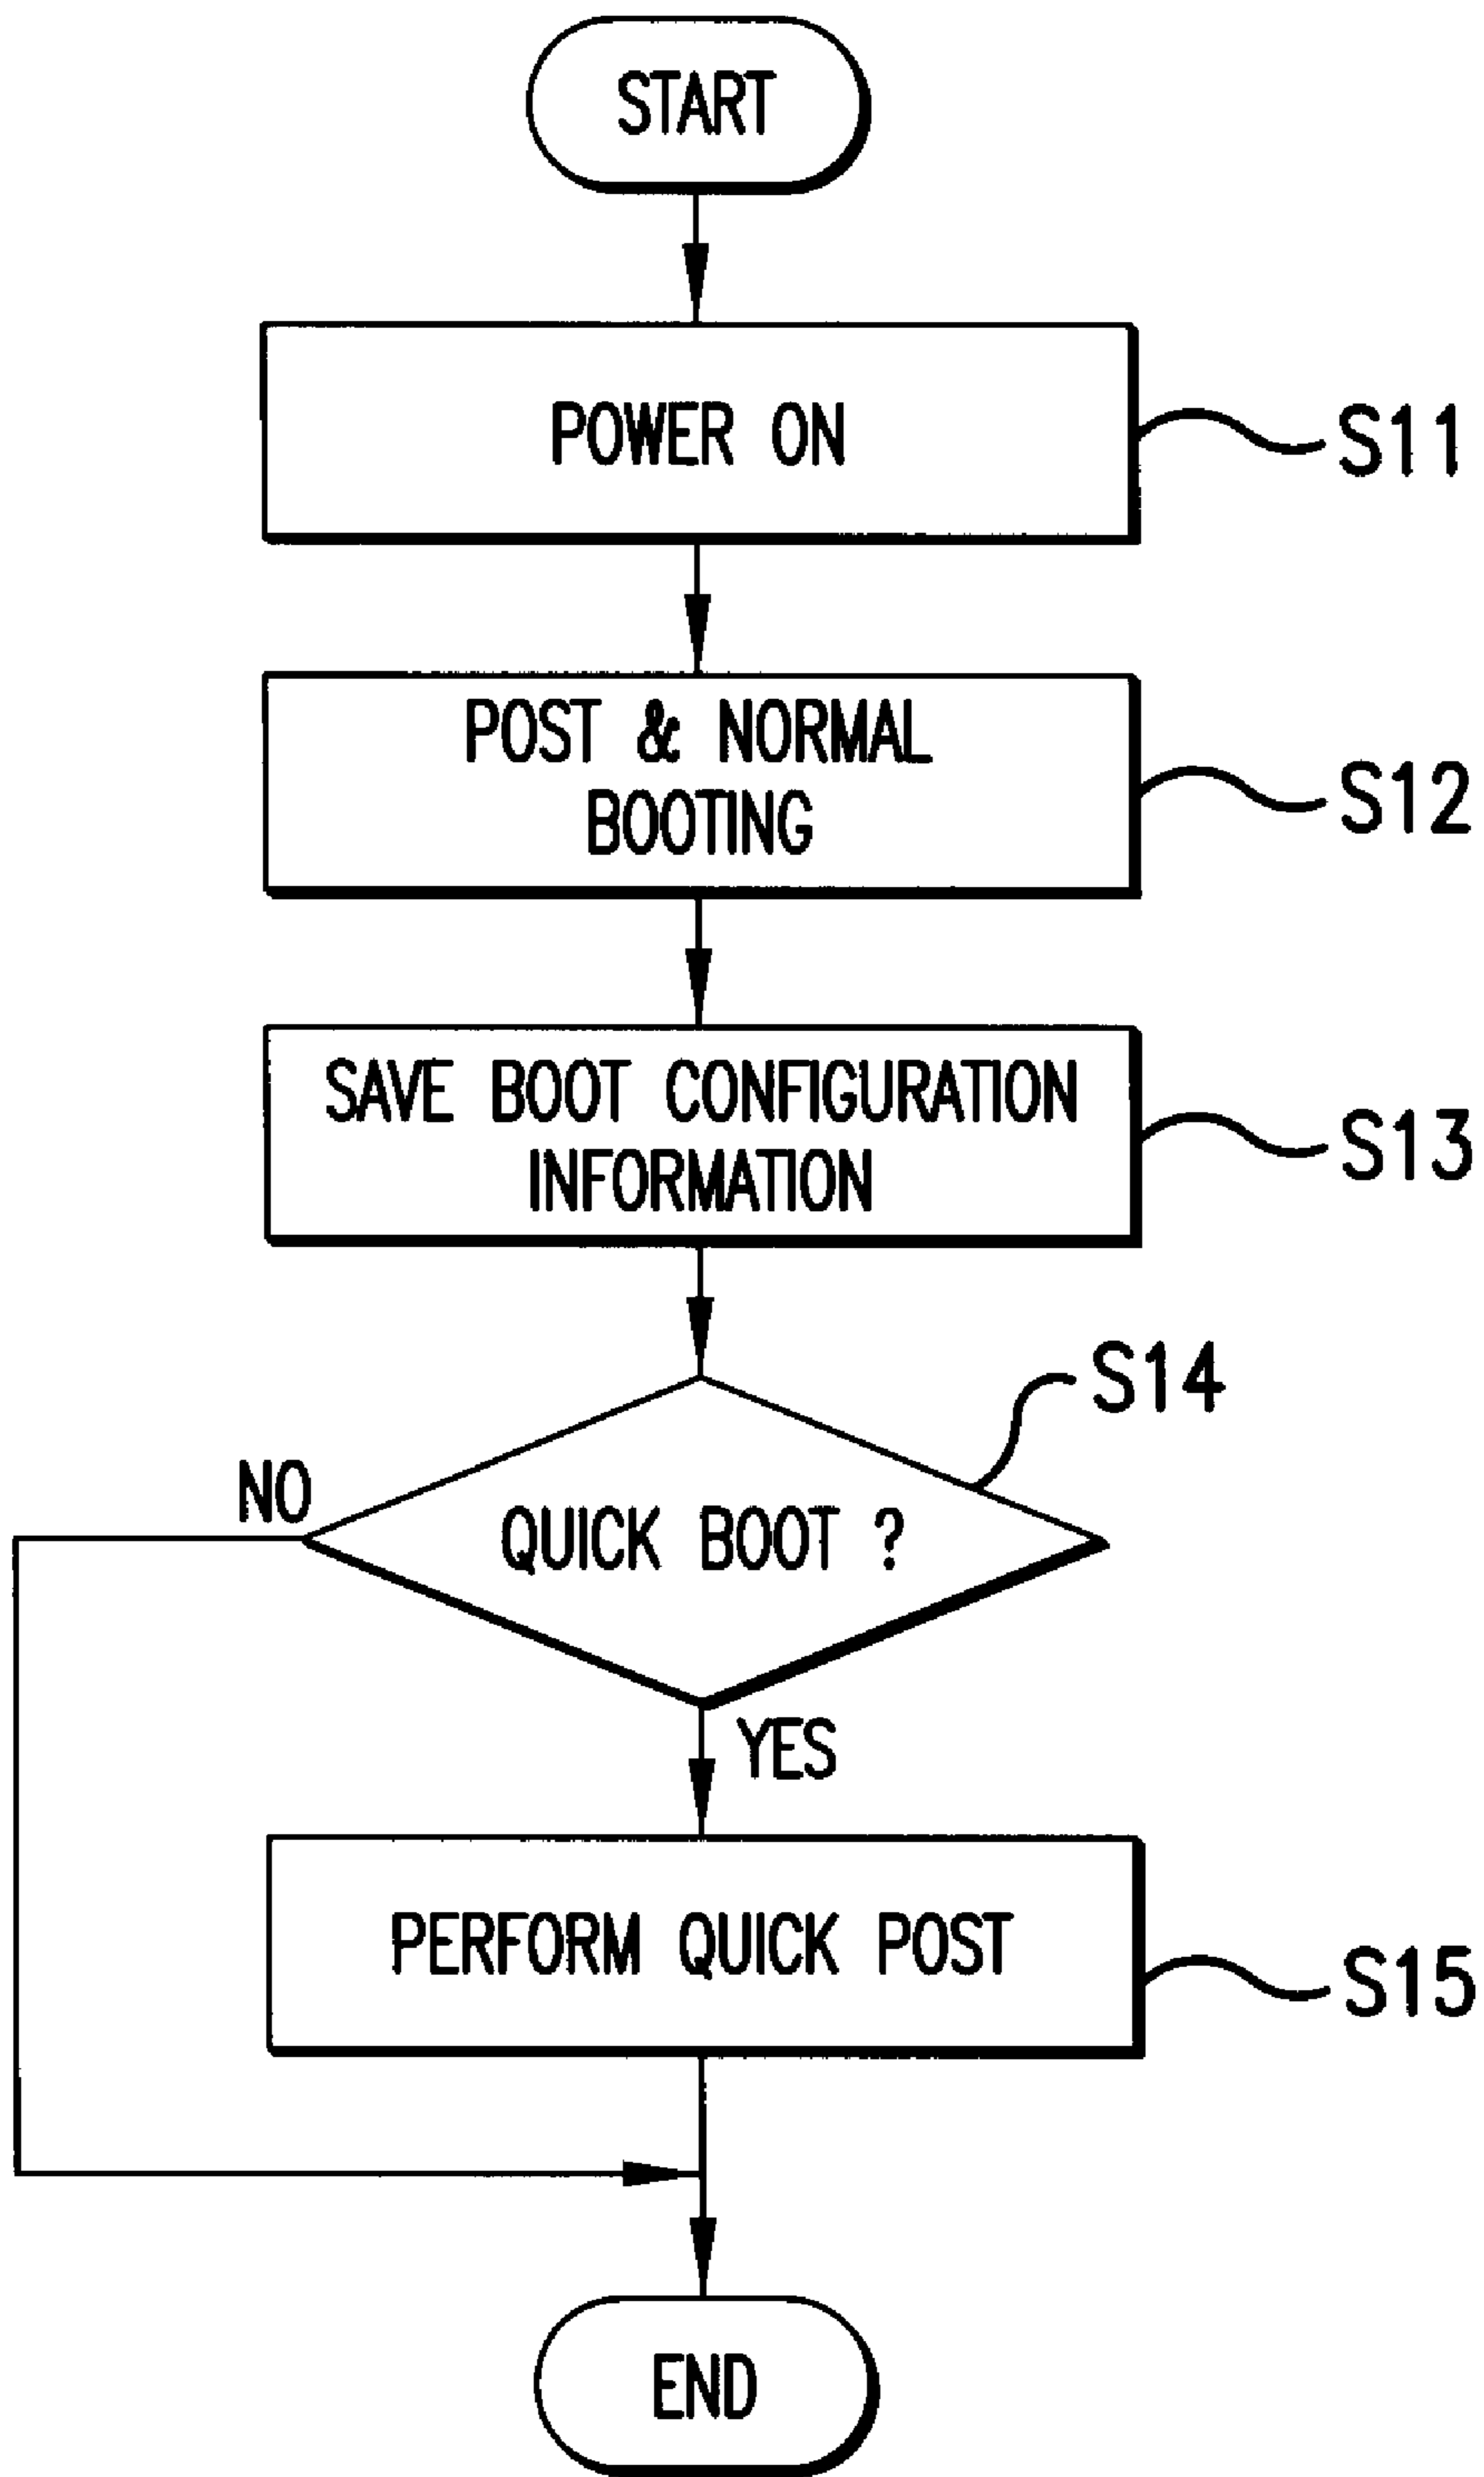 START
POWER ON
S11
POST & NORMAL
BOOTING
S12
SAVE BOOT CONFIGURATION
INFORMATION
S13
S14
NO
QUICK BOOT ?
YES
PERFORM QUICK POST
S15
END